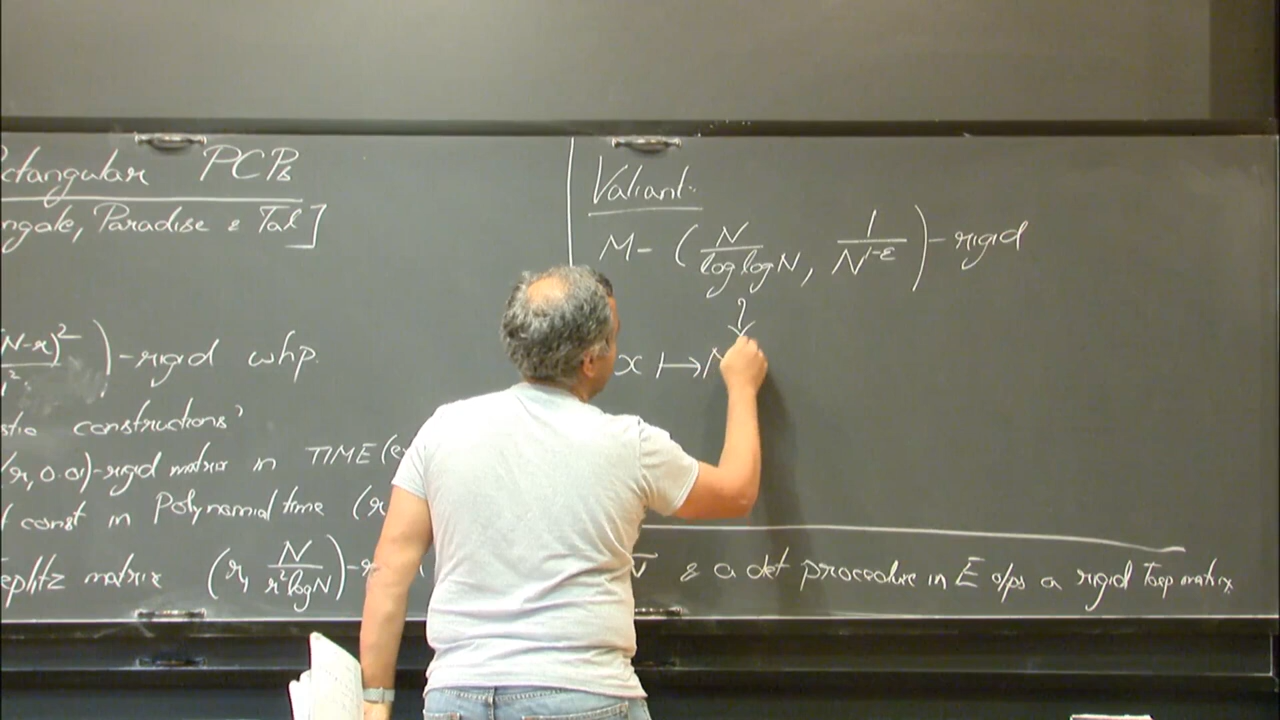 ctangular PCPs
ngale, Paradise & Tal]
(N-r)² ) -rigid whp.
constructions'
(r, 0.01)-rigid matrix in TIME(
const in Polynomial time (r
eplitz matrix (r, N/r²logN)-r
Valiant:
M- (N/loglogN, 1/N^{1-ε})-rigid
x ↦ M
& a det procedure in E o/ps a rigid Toep matrix.